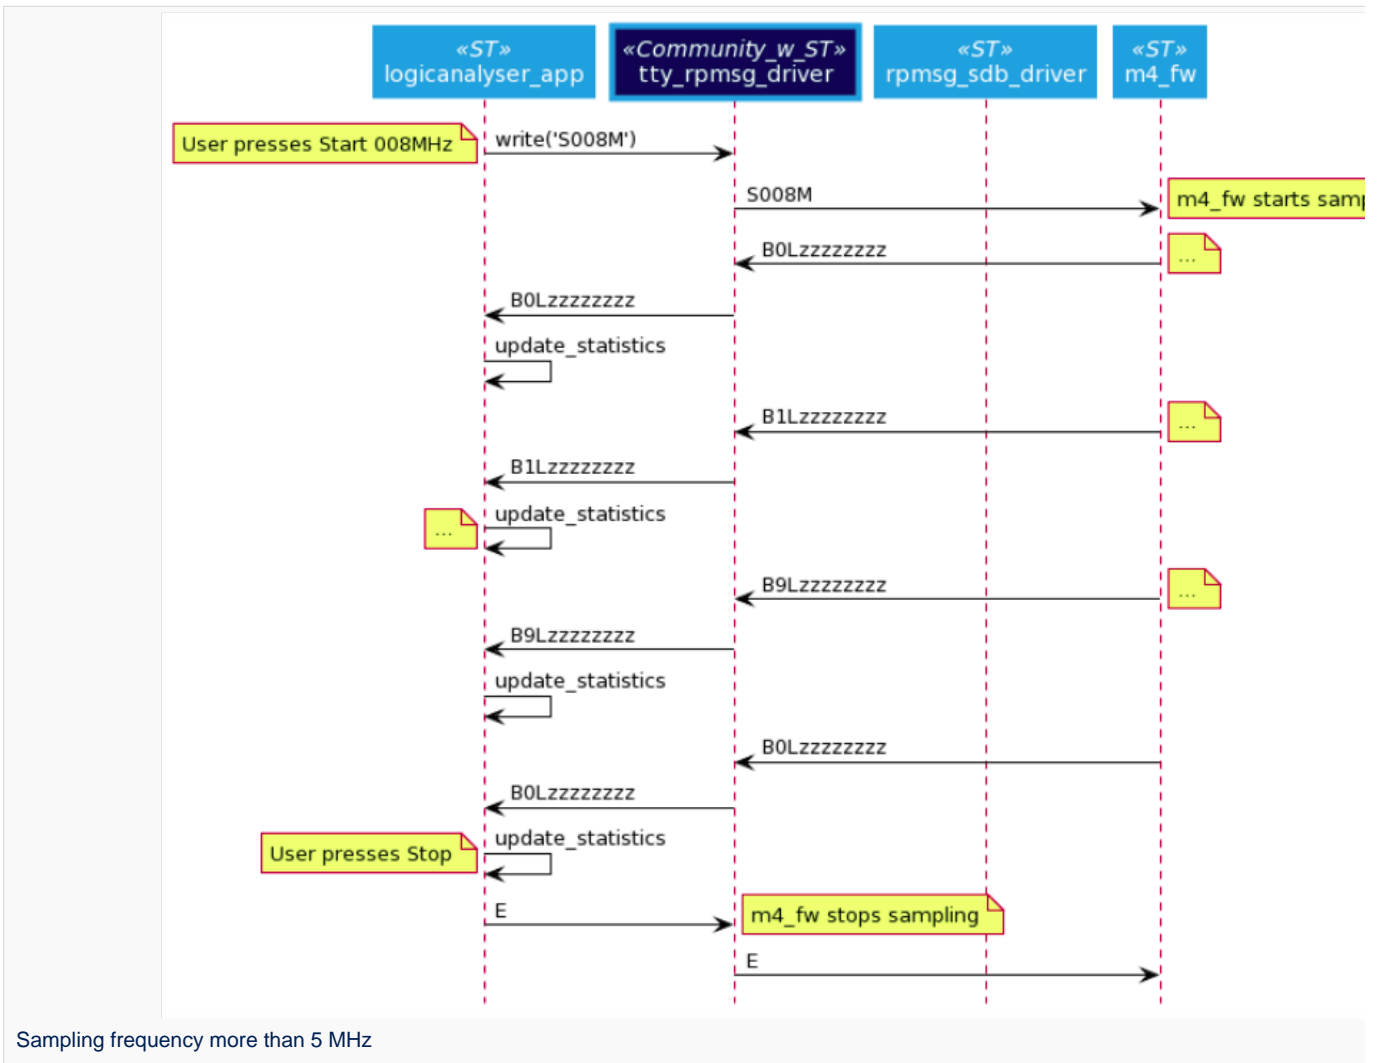 «ST»
logicanalyser_app
«Community_w_ST»
tty_rpmsg_driver
«ST»
rpmsg_sdb_driver
«ST»
m4_fw
User presses Start 008MHz
write('S008M')
S008M
m4_fw starts
B0Lzzzzzzzz
...
B0Lzzzzzzzz
update_statistics
B1Lzzzzzzzz
...
B1Lzzzzzzzz
update_statistics
...
B9Lzzzzzzzz
...
B9Lzzzzzzzz
update_statistics
B0Lzzzzzzzz
B0Lzzzzzzzz
update_statistics
User presses Stop
E
m4_fw stops sampling
E
Sampling frequency more than 5 MHz